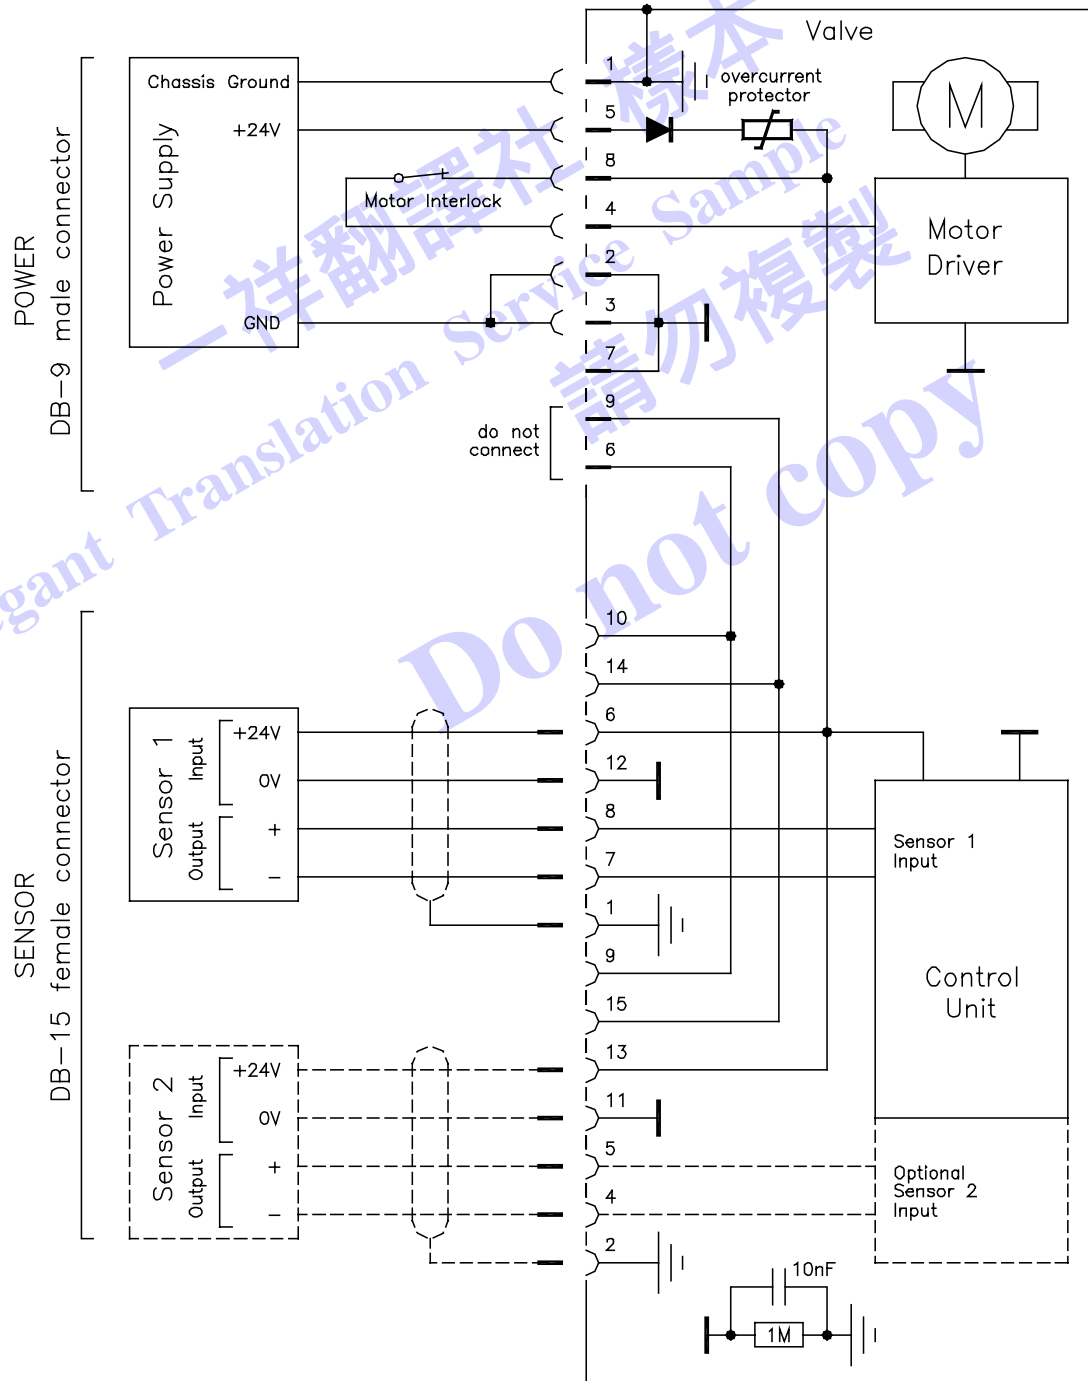 Valve
Chassis Ground
1
overcurrent
protector
M
+24V
5
8
Motor Interlock
4
Motor
Driver
2
Power Supply
GND
3
7
POWER
DB-9 male connector
9
do not
connect
6
10
14
Sensor 1
Input
+24V
6
0V
12
Output
+
8
Sensor 1
Input
−
7
1
SENSOR
DB-15 female connector
9
Control
Unit
15
Sensor 2
Input
+24V
13
0V
11
Output
+
5
Optional
Sensor 2
Input
−
4
2
10nF
1M
一祥翻譯社 樣本
egant Translation Service Sample
請勿複製
Do not copy